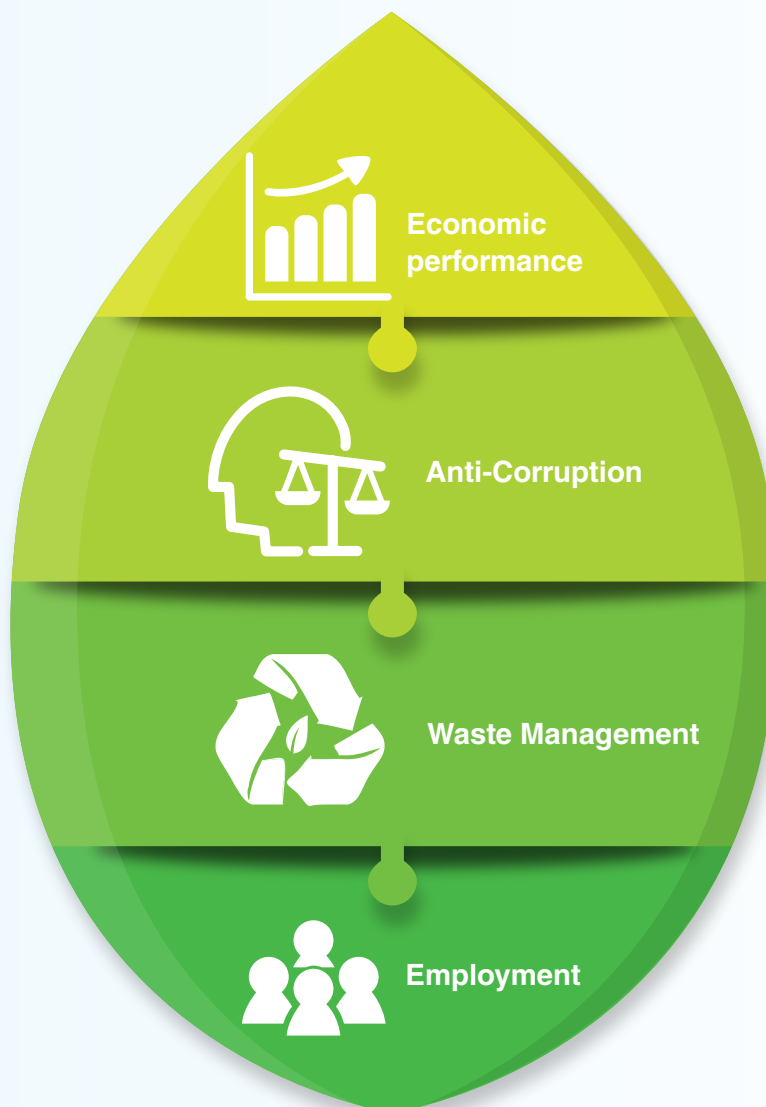 Economic
performance
Anti-Corruption
Waste Management
Employment